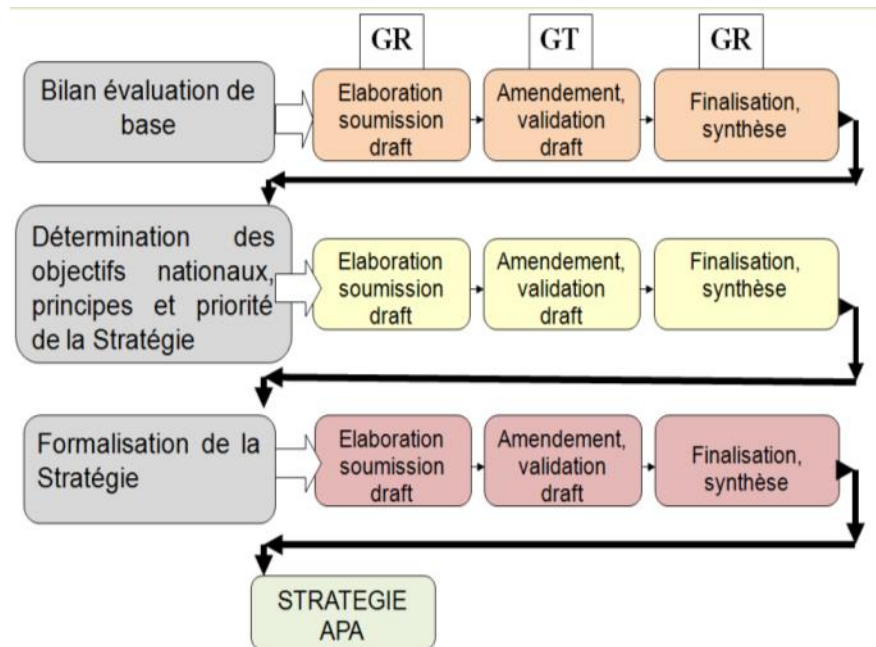 GR
GT
GR
Bilan évaluation de
base
Elaboration
soumission
draft
Amendement,
validation
draft
Finalisation,
synthèse
Détermination des
objectifs nationaux,
principes et priorité
de la Stratégie
Elaboration
soumission
draft
Amendement,
validation
draft
Finalisation,
synthèse
Formalisation de la
Stratégie
Elaboration
soumission
draft
Amendement,
validation
draft
Finalisation,
synthèse
STRATEGIE
APA